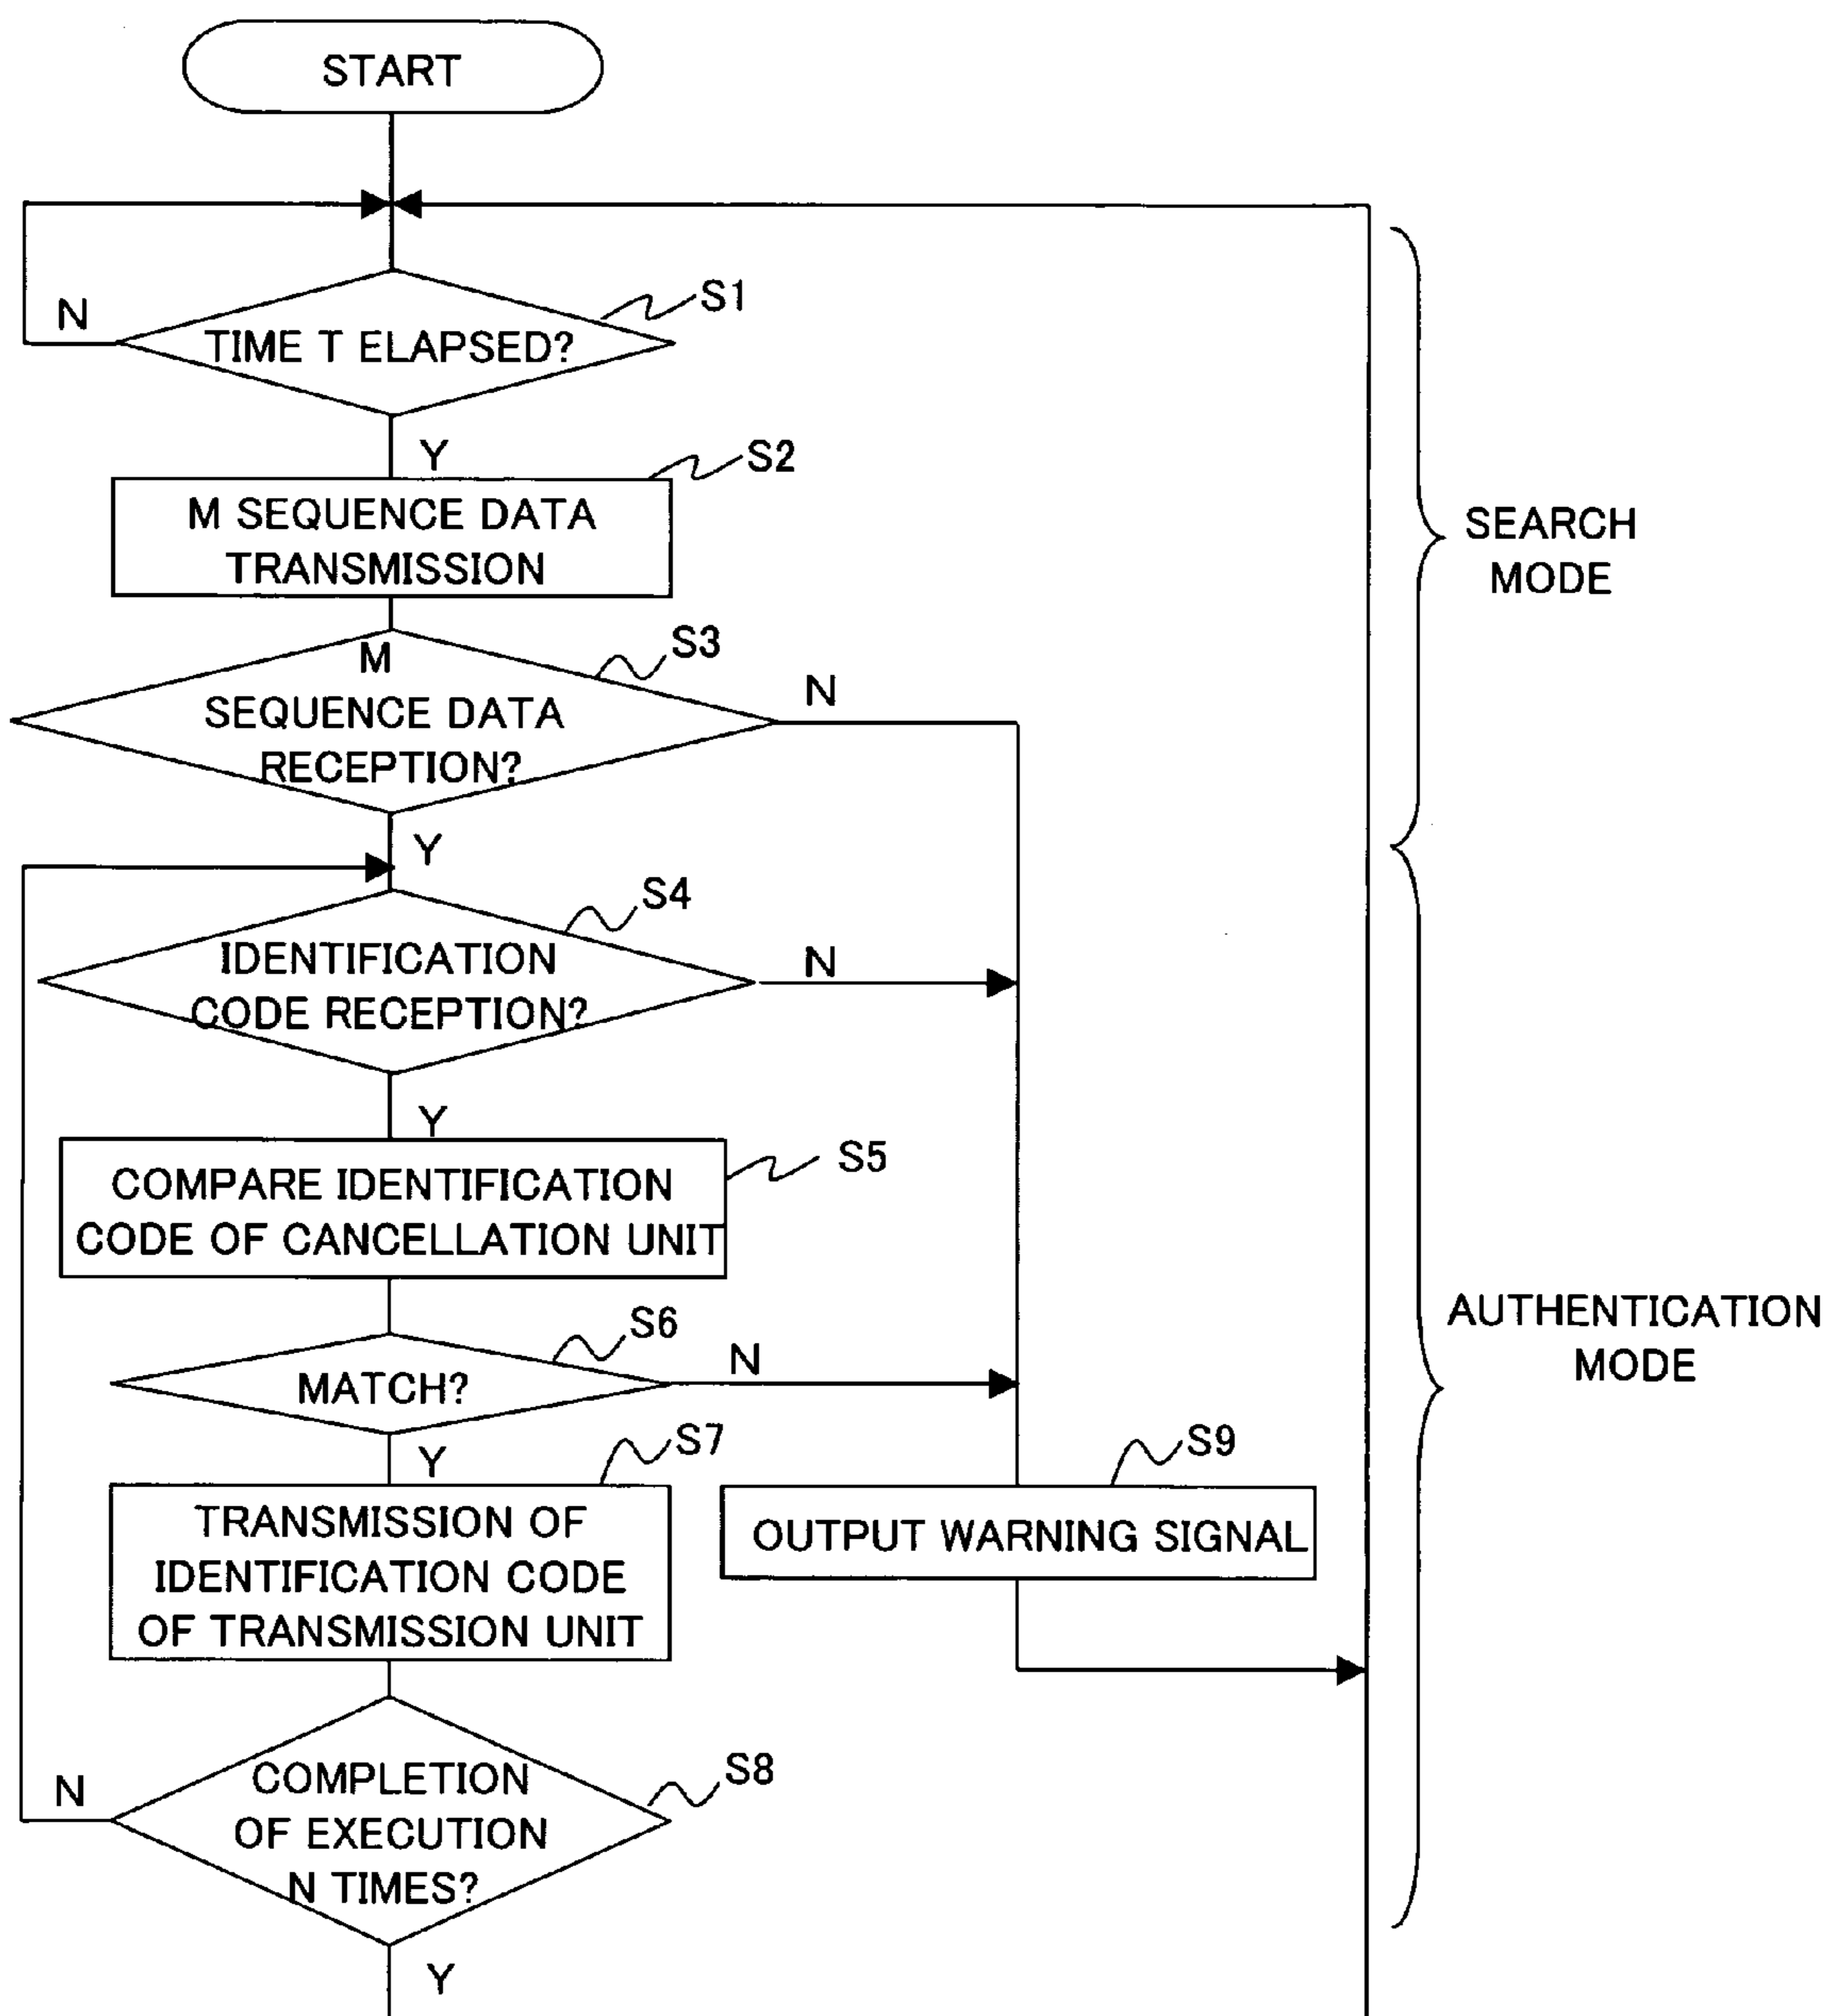 START
S1
N
TIME T ELAPSED?
Y
S2
M SEQUENCE DATA
TRANSMISSION
SEARCH
MODE
S3
M
SEQUENCE DATA
RECEPTION?
N
Y
S4
IDENTIFICATION
CODE RECEPTION?
N
Y
S5
COMPARE IDENTIFICATION
CODE OF CANCELLATION UNIT
AUTHENTICATION
MODE
S6
MATCH?
N
Y
S7
TRANSMISSION OF
IDENTIFICATION CODE
OF TRANSMISSION UNIT
S9
OUTPUT WARNING SIGNAL
S8
N
COMPLETION
OF EXECUTION
N TIMES?
Y